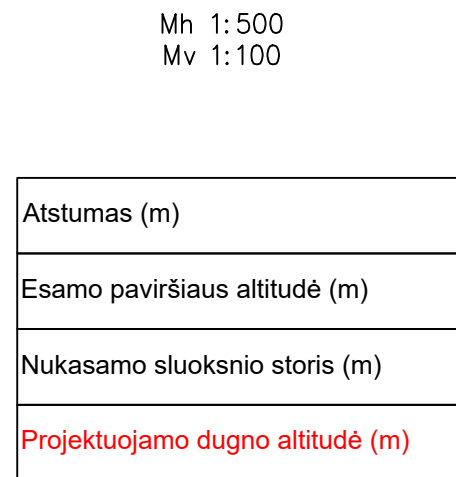 Mh 1:500
Mv 1:100
Atstumas (m)
Esamo paviršiaus altitudė (m)
Nukasamo sluoksnio storis (m)
Projektuojamo dugno altitudė (m)